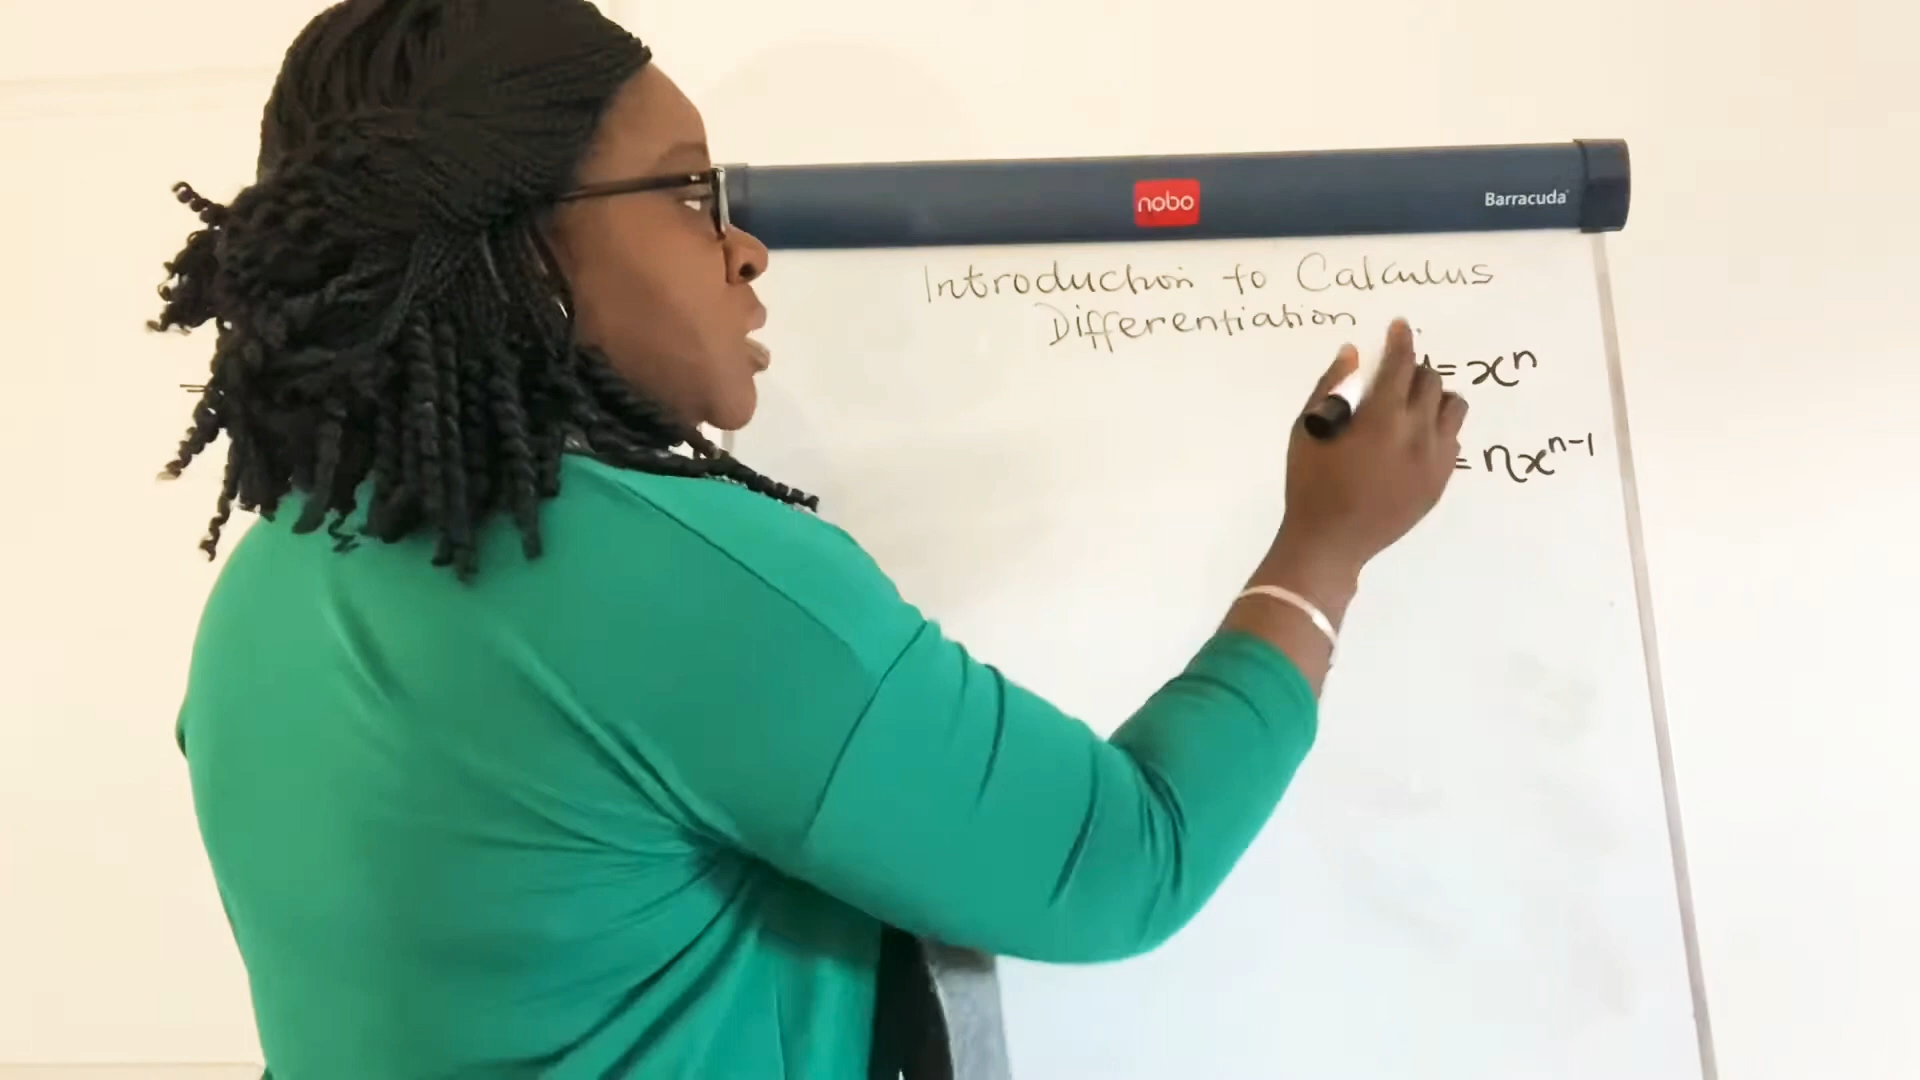 nobo
Barracuda
Introduction to Calculus
Differentiation
= xⁿ
= nxⁿ⁻¹